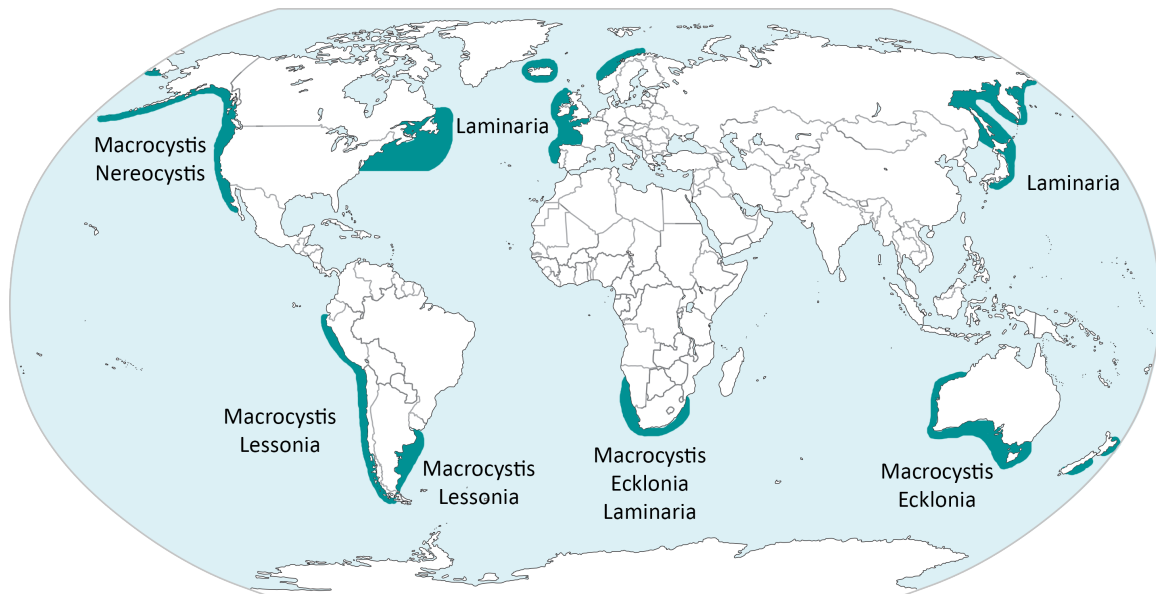 Macrocystis
Nereocystis
Laminaria
Laminaria
Macrocystis
Lessonia
Macrocystis
Lessonia
Macrocystis
Ecklonia
Laminaria
Macrocystis
Ecklonia